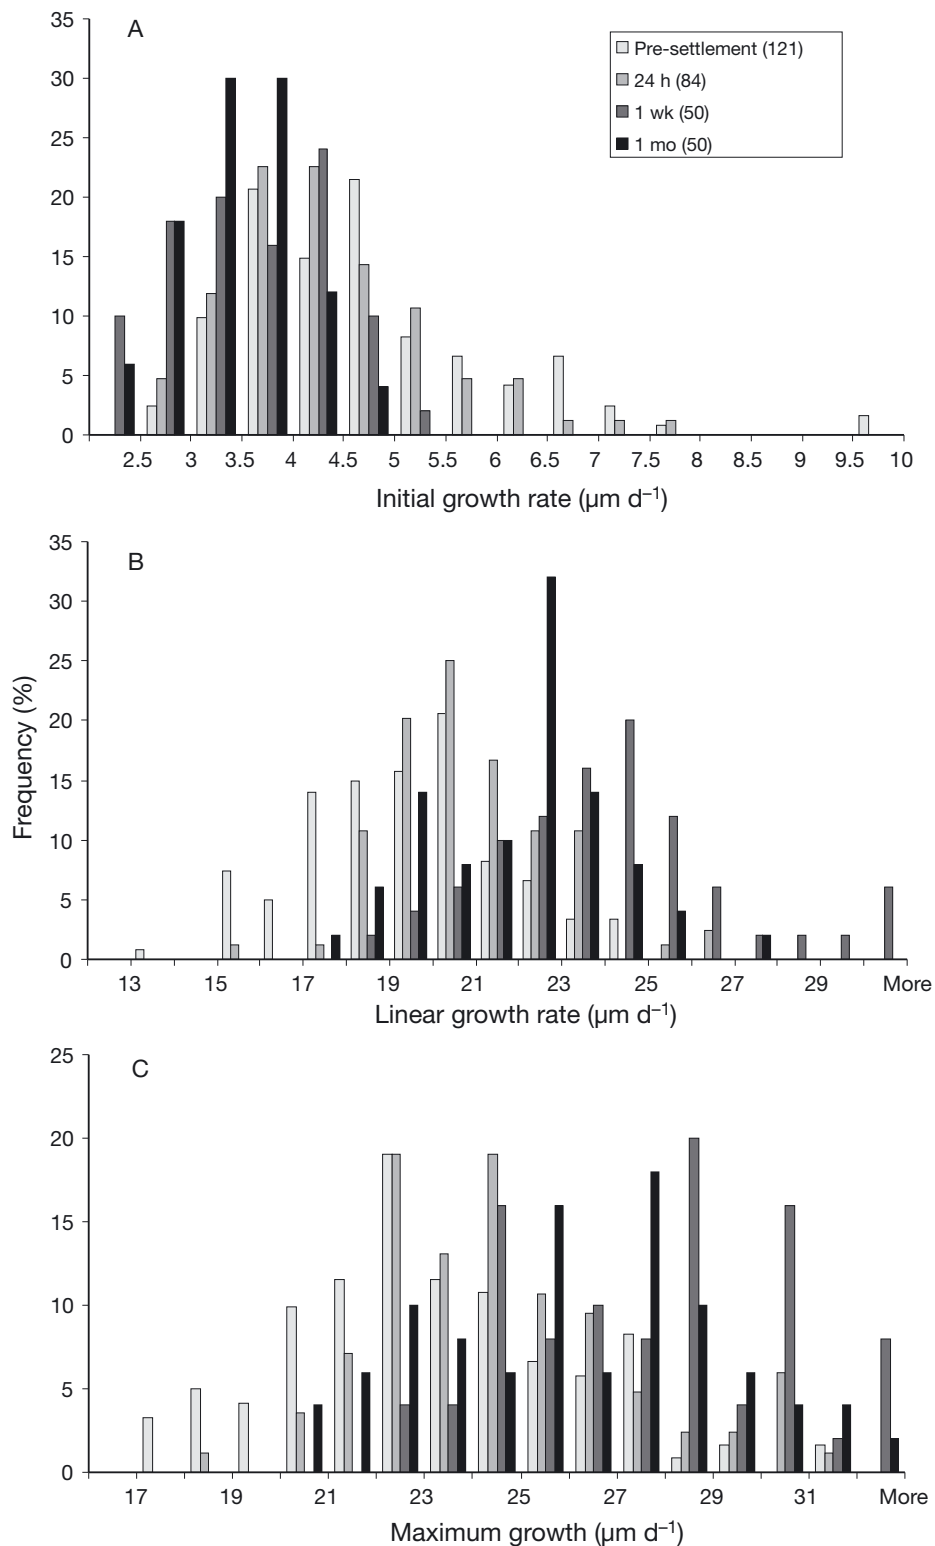 A
35
30
25
20
15
10
5
0
Pre-settlement (121)
24 h (84)
1 wk (50)
1 mo (50)
2.5 3 3.5 4 4.5 5 5.5 6 6.5 7 7.5 8 8.5 9 9.5 10
Initial growth rate (µm d⁻¹)
B
35
30
25
20
15
10
5
0
Frequency (%)
13 15 17 19 21 23 25 27 29 More
Linear growth rate (µm d⁻¹)
C
25
20
15
10
5
0
17 19 21 23 25 27 29 31 More
Maximum growth (µm d⁻¹)